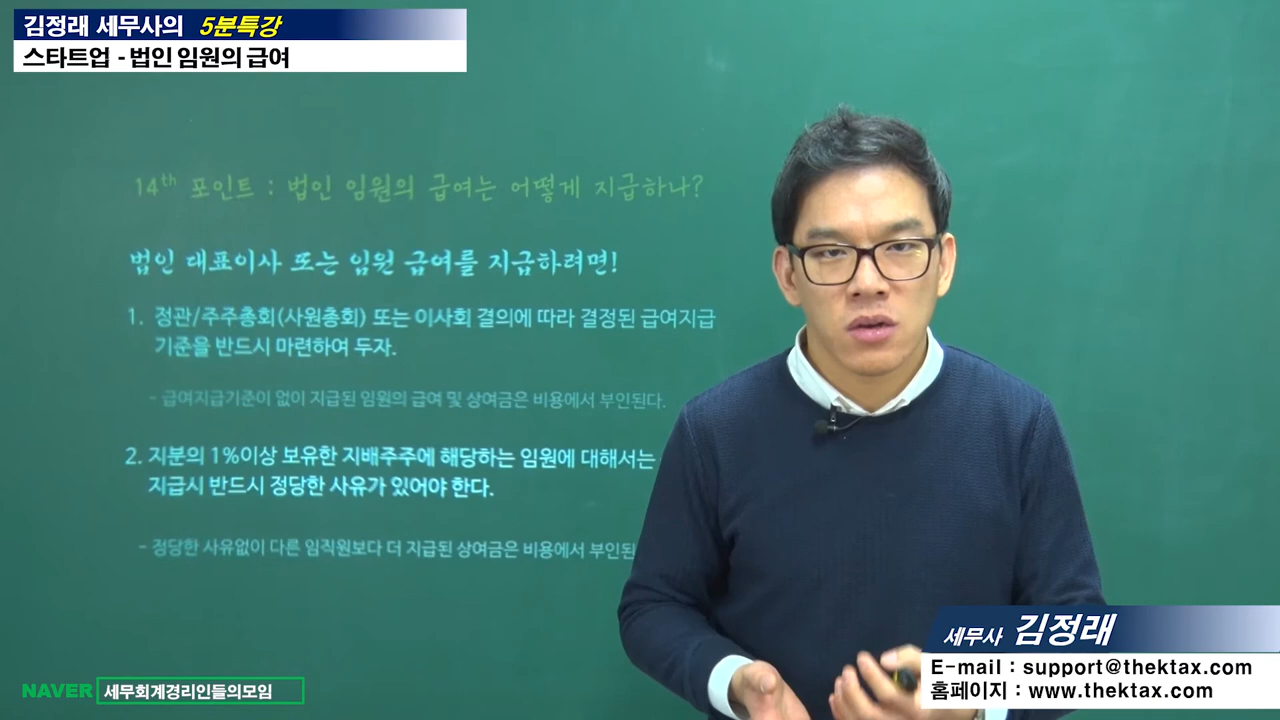 김정래 세무사의 5분특강
스타트업 - 법인 임원의 급여
14th 포인트 : 법인 임원의 급여는 어떻게 지급하나?
법인 대표이사 또는 임원 급여를 지급하려면!
1. 정관/주주총회(사원총회) 또는 이사회 결의에 따라 결정된 급여지급
기준을 반드시 마련하여 두자.
- 급여지급기준이 없이 지급된 임원의 급여 및 상여금은 비용에서 부인된다.
2. 지분의 1%이상 보유한 지배주주에 해당하는 임원에 대해서는
지급시 반드시 정당한 사유가 있어야 한다.
- 정당한 사유없이 다른 임직원보다 더 지급된 상여금은 비용에서 부인된
세무사 김정래
E-mail : support@thektax.com
홈페이지 : www.thektax.com
NAVER 세무회계경리인들의모임